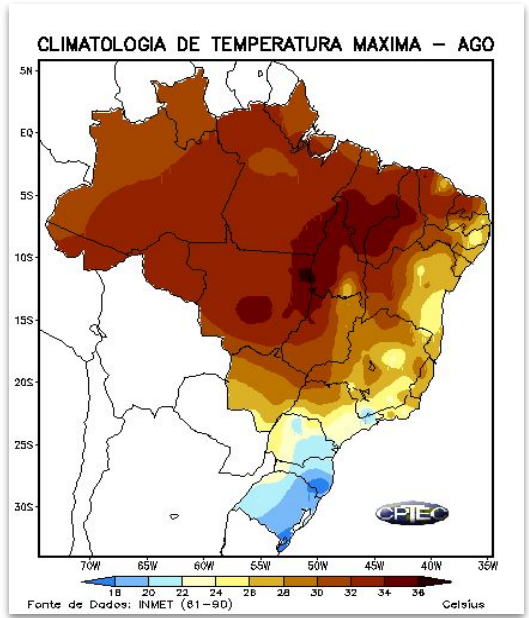 CLIMATOLOGIA DE TEMPERATURA MAXIMA – AGO
5N
EQ
5S
10S
15S
20S
25S
30S
CPTEC
70W 65W 60W 55W 50W 45W 40W 35W
18 20 22 24 26 28 30 32 34 36
Fonte de Dados: INMET (61–90) Celsius